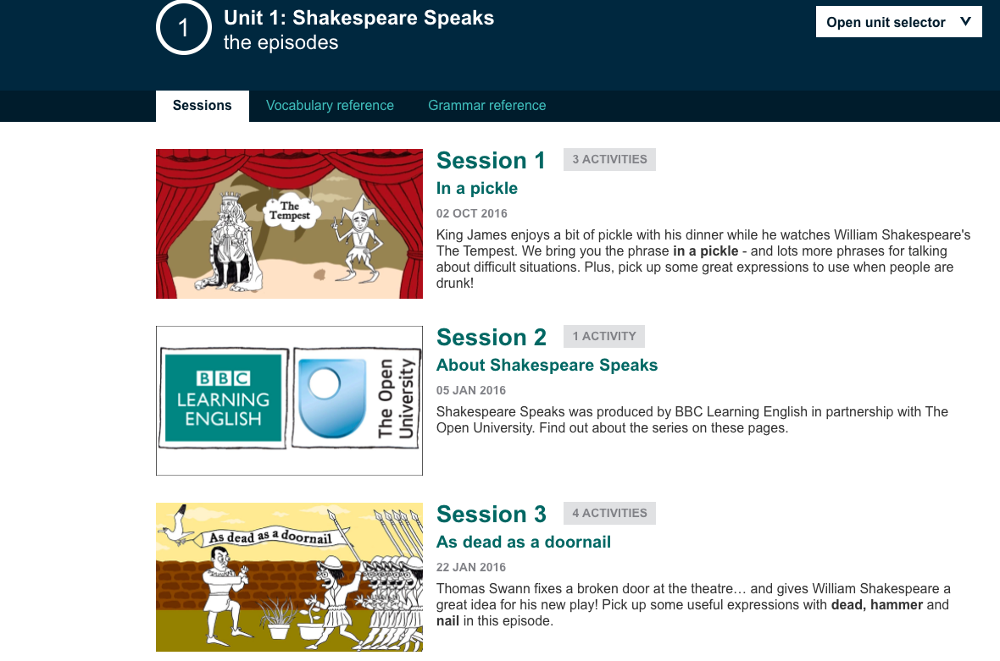 1
Unit 1: Shakespeare Speaks
the episodes
Open unit selector
Sessions
Vocabulary reference
Grammar reference
The
Tempest
Session 1
3 ACTIVITIES
In a pickle
02 OCT 2016
King James enjoys a bit of pickle with his dinner while he watches William Shakespeare's
The Tempest. We bring you the phrase in a pickle - and lots more phrases for talking
about difficult situations. Plus, pick up some great expressions to use when people are
drunk!
BBC
LEARNING
ENGLISH
The Open
University
Session 2
1 ACTIVITY
About Shakespeare Speaks
05 JAN 2016
Shakespeare Speaks was produced by BBC Learning English in partnership with The
Open University. Find out about the series on these pages.
As dead as a doornail
Session 3
4 ACTIVITIES
As dead as a doornail
22 JAN 2016
Thomas Swann fixes a broken door at the theatre… and gives William Shakespeare a
great idea for his new play! Pick up some useful expressions with dead, hammer and
nail in this episode.